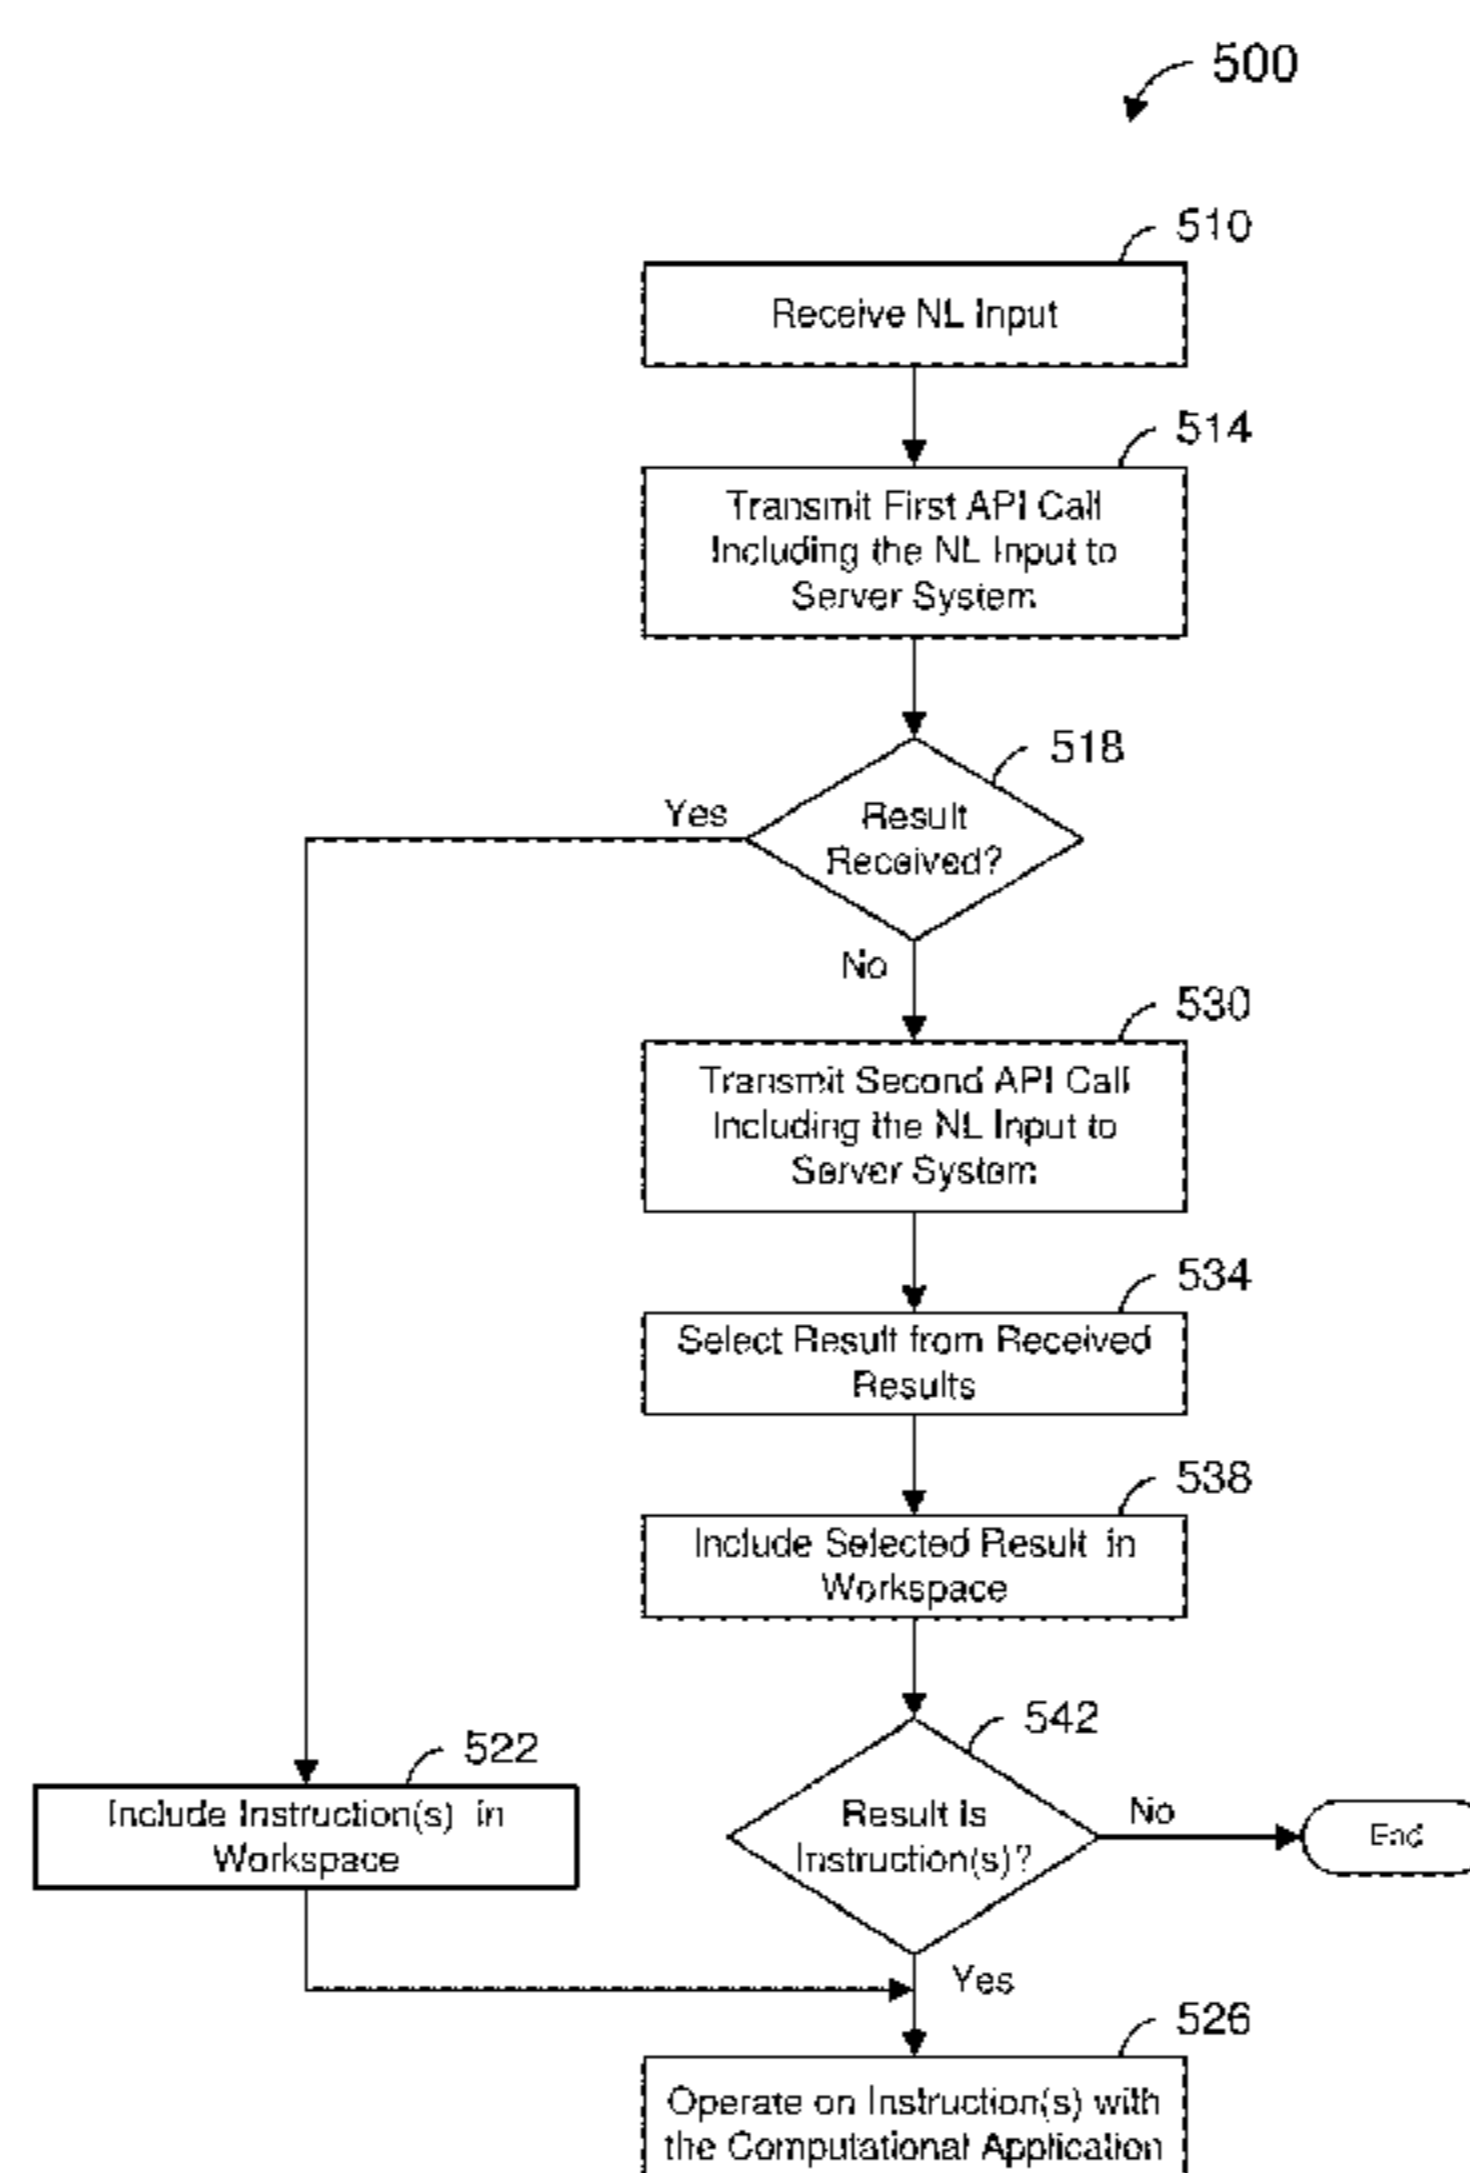 500
510
Receive NL Input
514
Transmit First API Call
Including the NL Input to
Server System
518
Yes
Result
Received?
No
530
Transmit Second API Call
Including the NL Input to
Server System
534
Select Result from Received
Results
538
Include Selected Result in
Workspace
542
522
Include Instruction(s) in
Workspace
Result is
Instruction(s)?
No
End
Yes
526
Operate on Instruction(s) with
the Computational Application